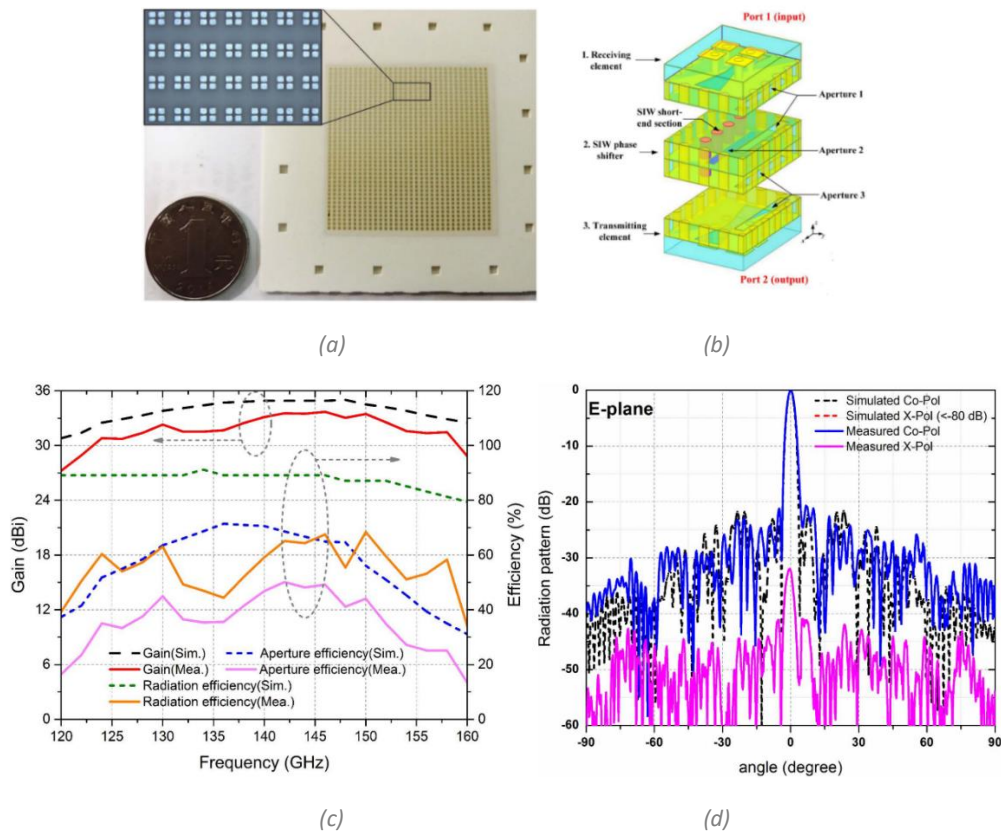 1
Port 1 (input)
1. Receiving
element
Aperture 1
SIW short-
end section
2. SIW phase
shifter
Aperture 2
Aperture 3
3. Transmitting
element
Port 2 (output)
(a)
(b)
36
30
24
18
12
6
0
Gain (dBi)
120
100
80
60
40
20
0
Efficiency (%)
Gain(Sim.)
Aperture efficiency(Sim.)
Gain(Mea.)
Aperture efficiency(Mea.)
Radiation efficiency(Sim.)
Radiation efficiency(Mea.)
120 125 130 135 140 145 150 155 160
Frequency (GHz)
E-plane
Simulated Co-Pol
Simulated X-Pol (<-80 dB)
Measured Co-Pol
Measured X-Pol
0
-10
-20
-30
-40
-50
-60
Radiation pattern (dB)
-90 -60 -30 0 30 60 90
angle (degree)
(c)
(d)